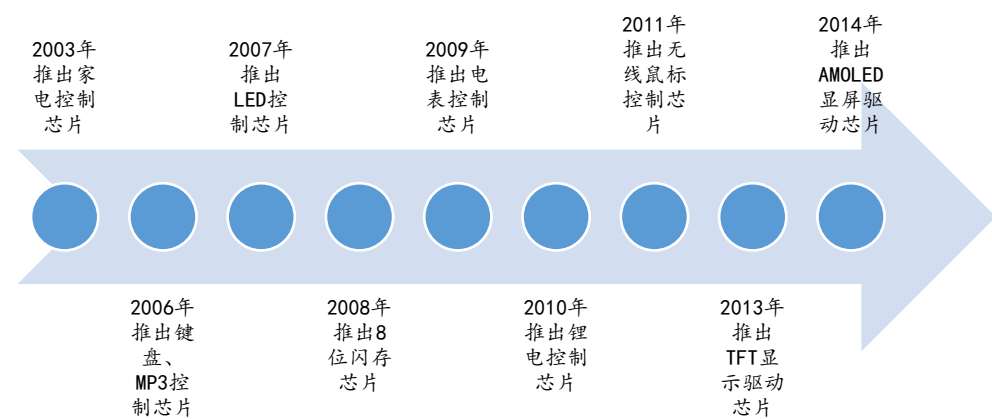 2003年
推出家
电控制
芯片
2006年
推出键
盘、
MP3控
制芯片
2007年
推出
LED控
制芯片
2008年
推出8
位闪存
芯片
2009年
推出电
表控制
芯片
2010年
推出锂
电控制
芯片
2011年
推出无
线鼠标
控制芯
片
2013年
推出
TFT显
示驱动
芯片
2014年
推出
AMOLED
显屏驱
动芯片